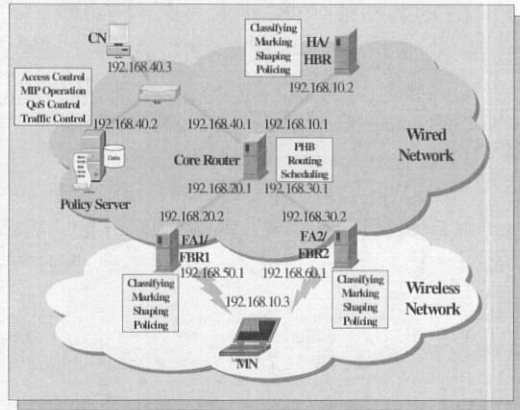 CN
192.168.40.3
Classifying
Marking
Shaping
Policing
HA/
HBR
192.168.10.2
Access Control
MIP Operation
QoS Control
Traffic Control
192.168.40.2
192.168.40.1
192.168.10.1
Wired
Network
Core Router
PHB
Routing
Scheduling
Data
Policy Server
192.168.20.1
192.168.30.1
192.168.20.2
192.168.30.2
FA1/
FBR1
FA2/
FBR2
192.168.50.1
192.168.60.1
Classifying
Marking
Shaping
Policing
Classifying
Marking
Shaping
Policing
Wireless
Network
192.168.10.3
MN